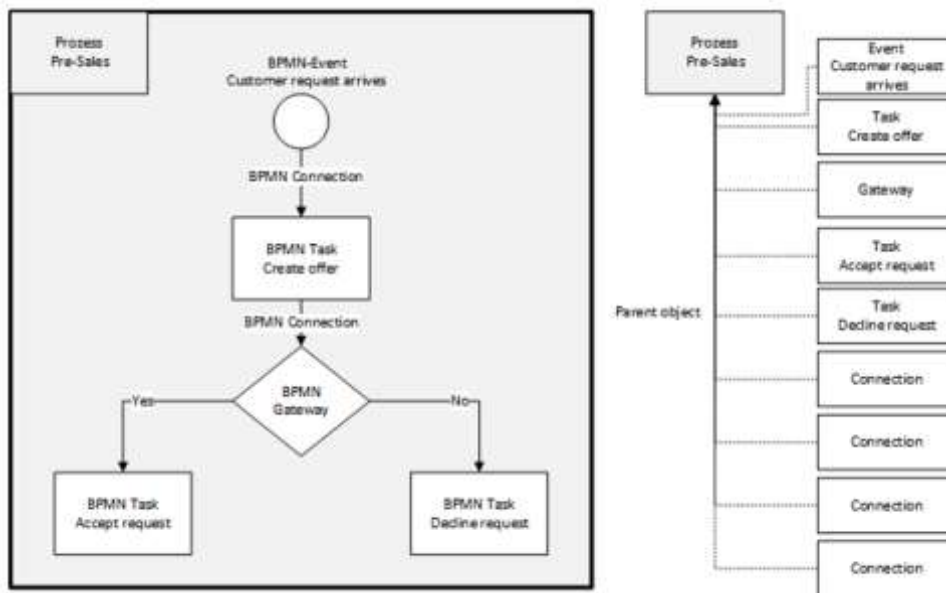 Prozess
Pre-Sales
BPMN-Event
Customer request arrives
BPMN Connection
BPMN Task
Create offer
BPMN Connection
BPMN
Gateway
Yes
No
BPMN Task
Accept request
BPMN Task
Decline request
Prozess
Pre-Sales
Parent object
Event
Customer request
arrives
Task
Create offer
Gateway
Task
Accept request
Task
Decline request
Connection
Connection
Connection
Connection